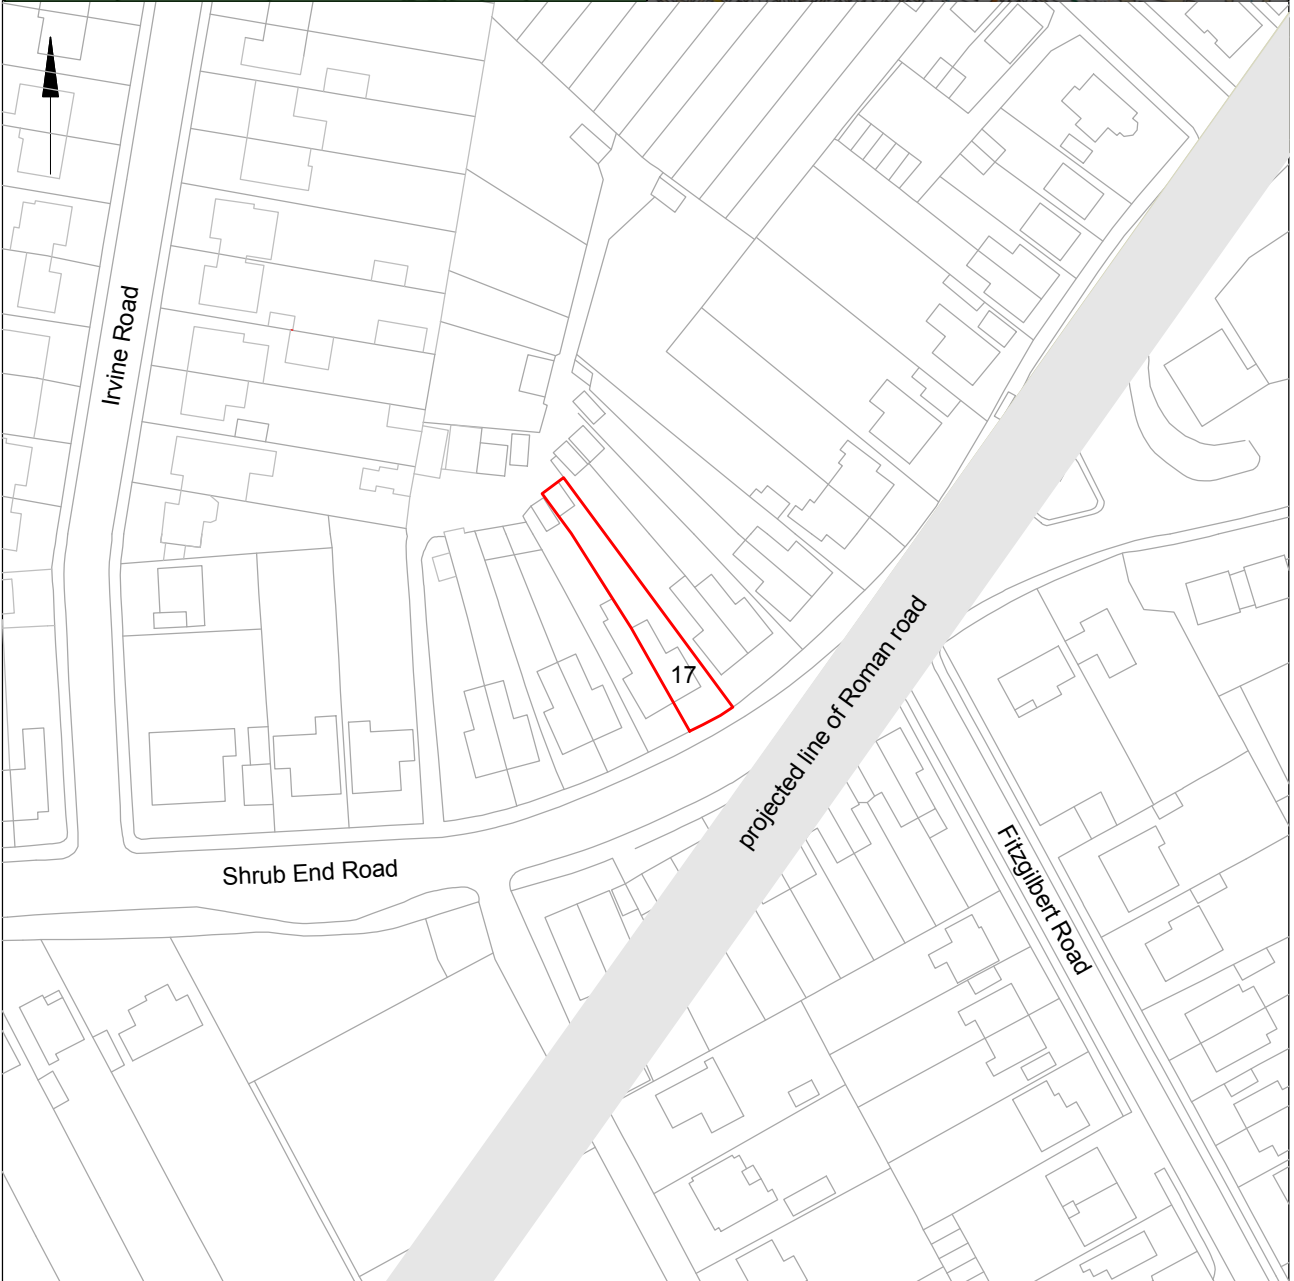 Irvine Road
17
projected line of Roman road
Shrub End Road
Fitzgilbert Road